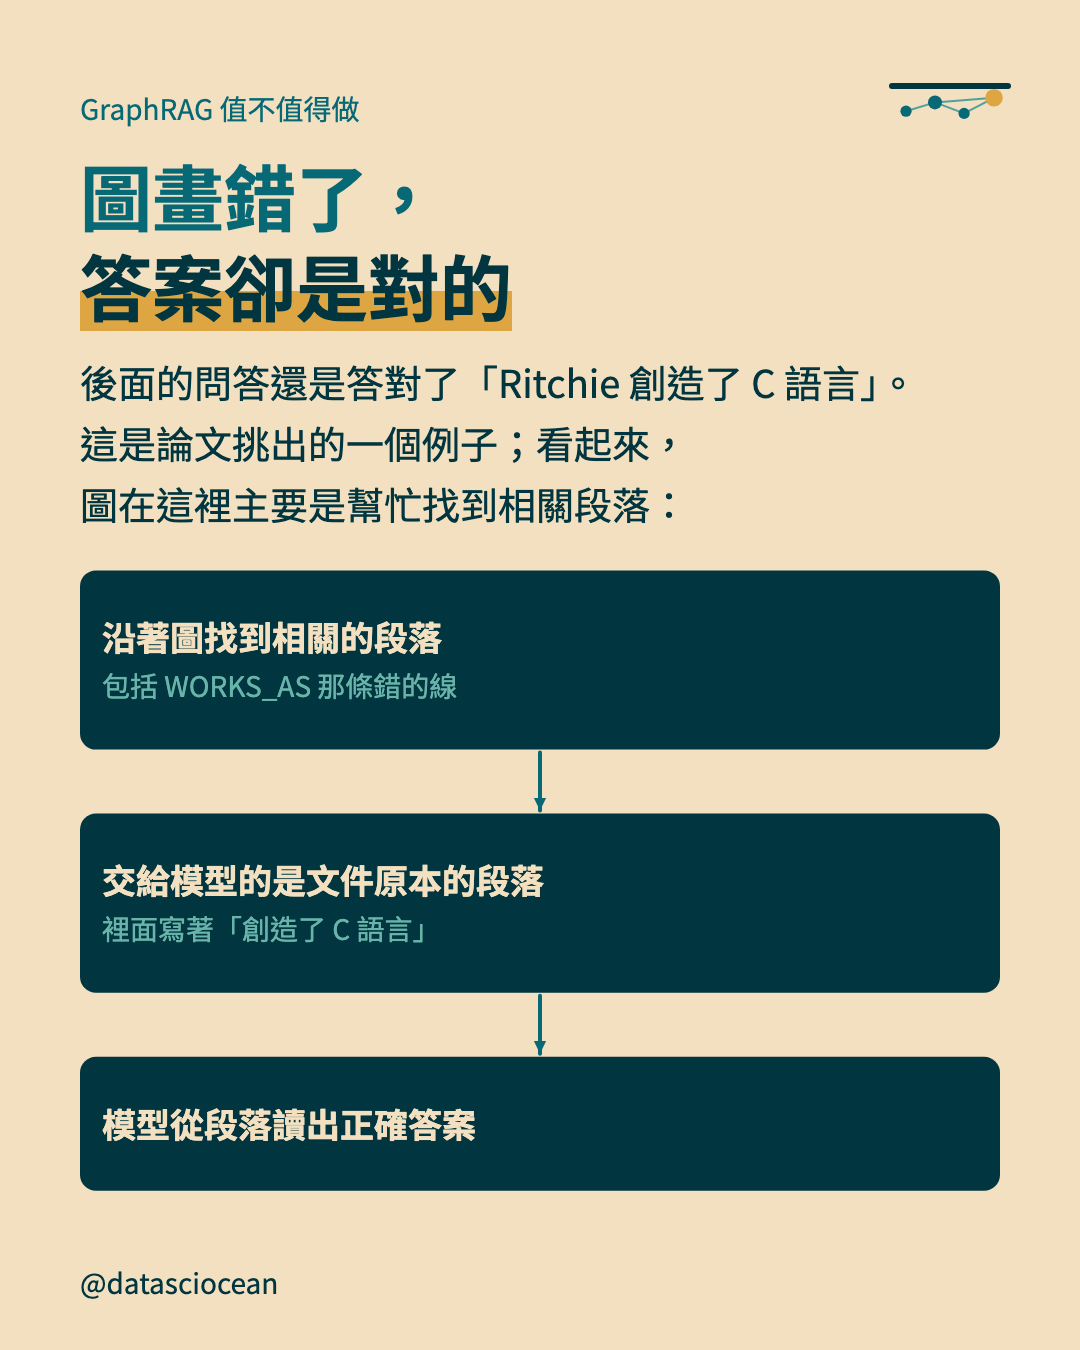 GraphRAG 值不值得做
圖畫錯了，
答案卻是對的
後面的問答還是答對了「Ritchie 創造了 C 語言」。
這是論文挑出的一個例子；看起來，
圖在這裡主要是幫忙找到相關段落：
沿著圖找到相關的段落
包括 WORKS_AS 那條錯的線
交給模型的是文件原本的段落
裡面寫著「創造了 C 語言」
模型從段落讀出正確答案
@datasciocean